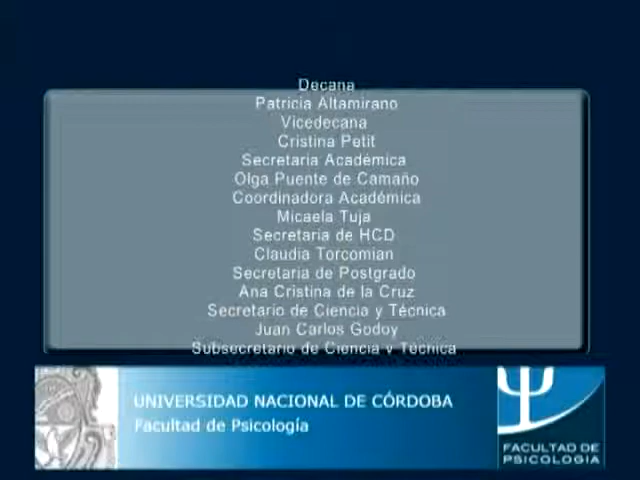 Decana
Patricia Altamirano
Vicedecana
Cristina Petit
Secretaria Académica
Olga Puente de Camaño
Coordinadora Académica
Micaela Tuja
Secretaria de HCD
Claudia Torcomian
Secretaria de Postgrado
Ana Cristina de la Cruz
Secretario de Ciencia y Técnica
Juan Carlos Godoy
Subsecretario de Ciencia y Técnica
UNIVERSIDAD NACIONAL DE CÓRDOBA
Facultad de Psicología
FACULTAD DE
PSICOLOGIA